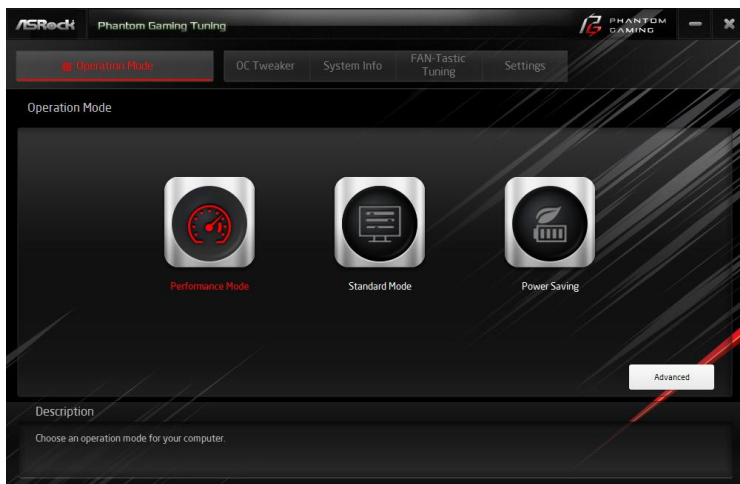 ASRock
Phantom Gaming Tuning
PHANTOM
GAMING
Operation Mode
OC Tweaker
System Info
FAN-Tastic
Tuning
Settings
Operation Mode
Performance Mode
Standard Mode
Power Saving
Advanced
Description
Choose an operation mode for your computer.